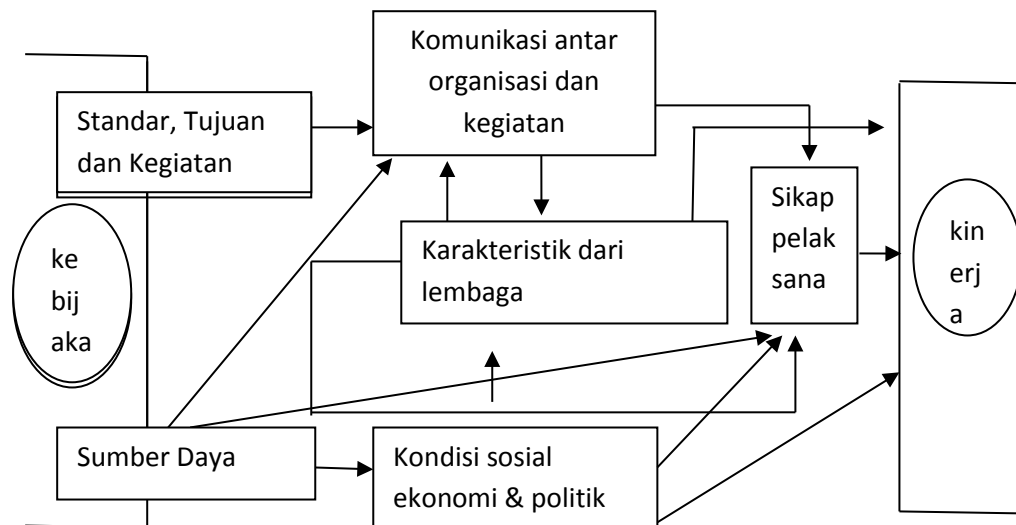 Komunikasi antar
organisasi dan
kegiatan
Standar, Tujuan
dan Kegiatan
Sikap
pelak
sana
ke
bij
aka
Karakteristik dari
lembaga
kin
erj
a
Sumber Daya
Kondisi sosial
ekonomi & politik